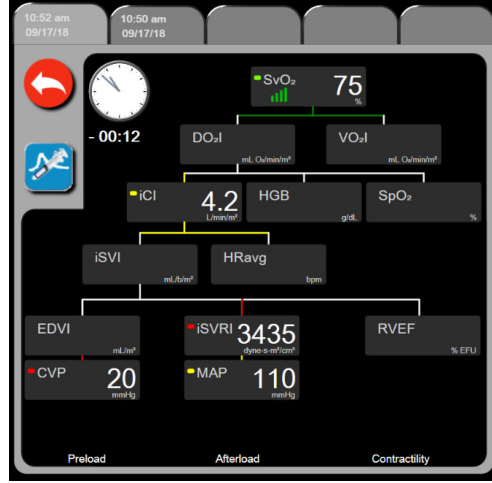 10:52 am 10:50 am
09/17/18 09/17/18
SvO₂ 75
%
- 00:12
DO₂I VO₂I
mL O₂/min/m² mL O₂/min/m²
iCI 4.2 HGB SpO₂
L/min/m² g/dL %
iSVI HRavg
mL/b/m² bpm
EDVI iSVRI 3435 RVEF
mL/m² dyne-s-m²/cm⁵ % EFU
CVP 20 MAP 110
mmHg mmHg
Preload Afterload Contractility